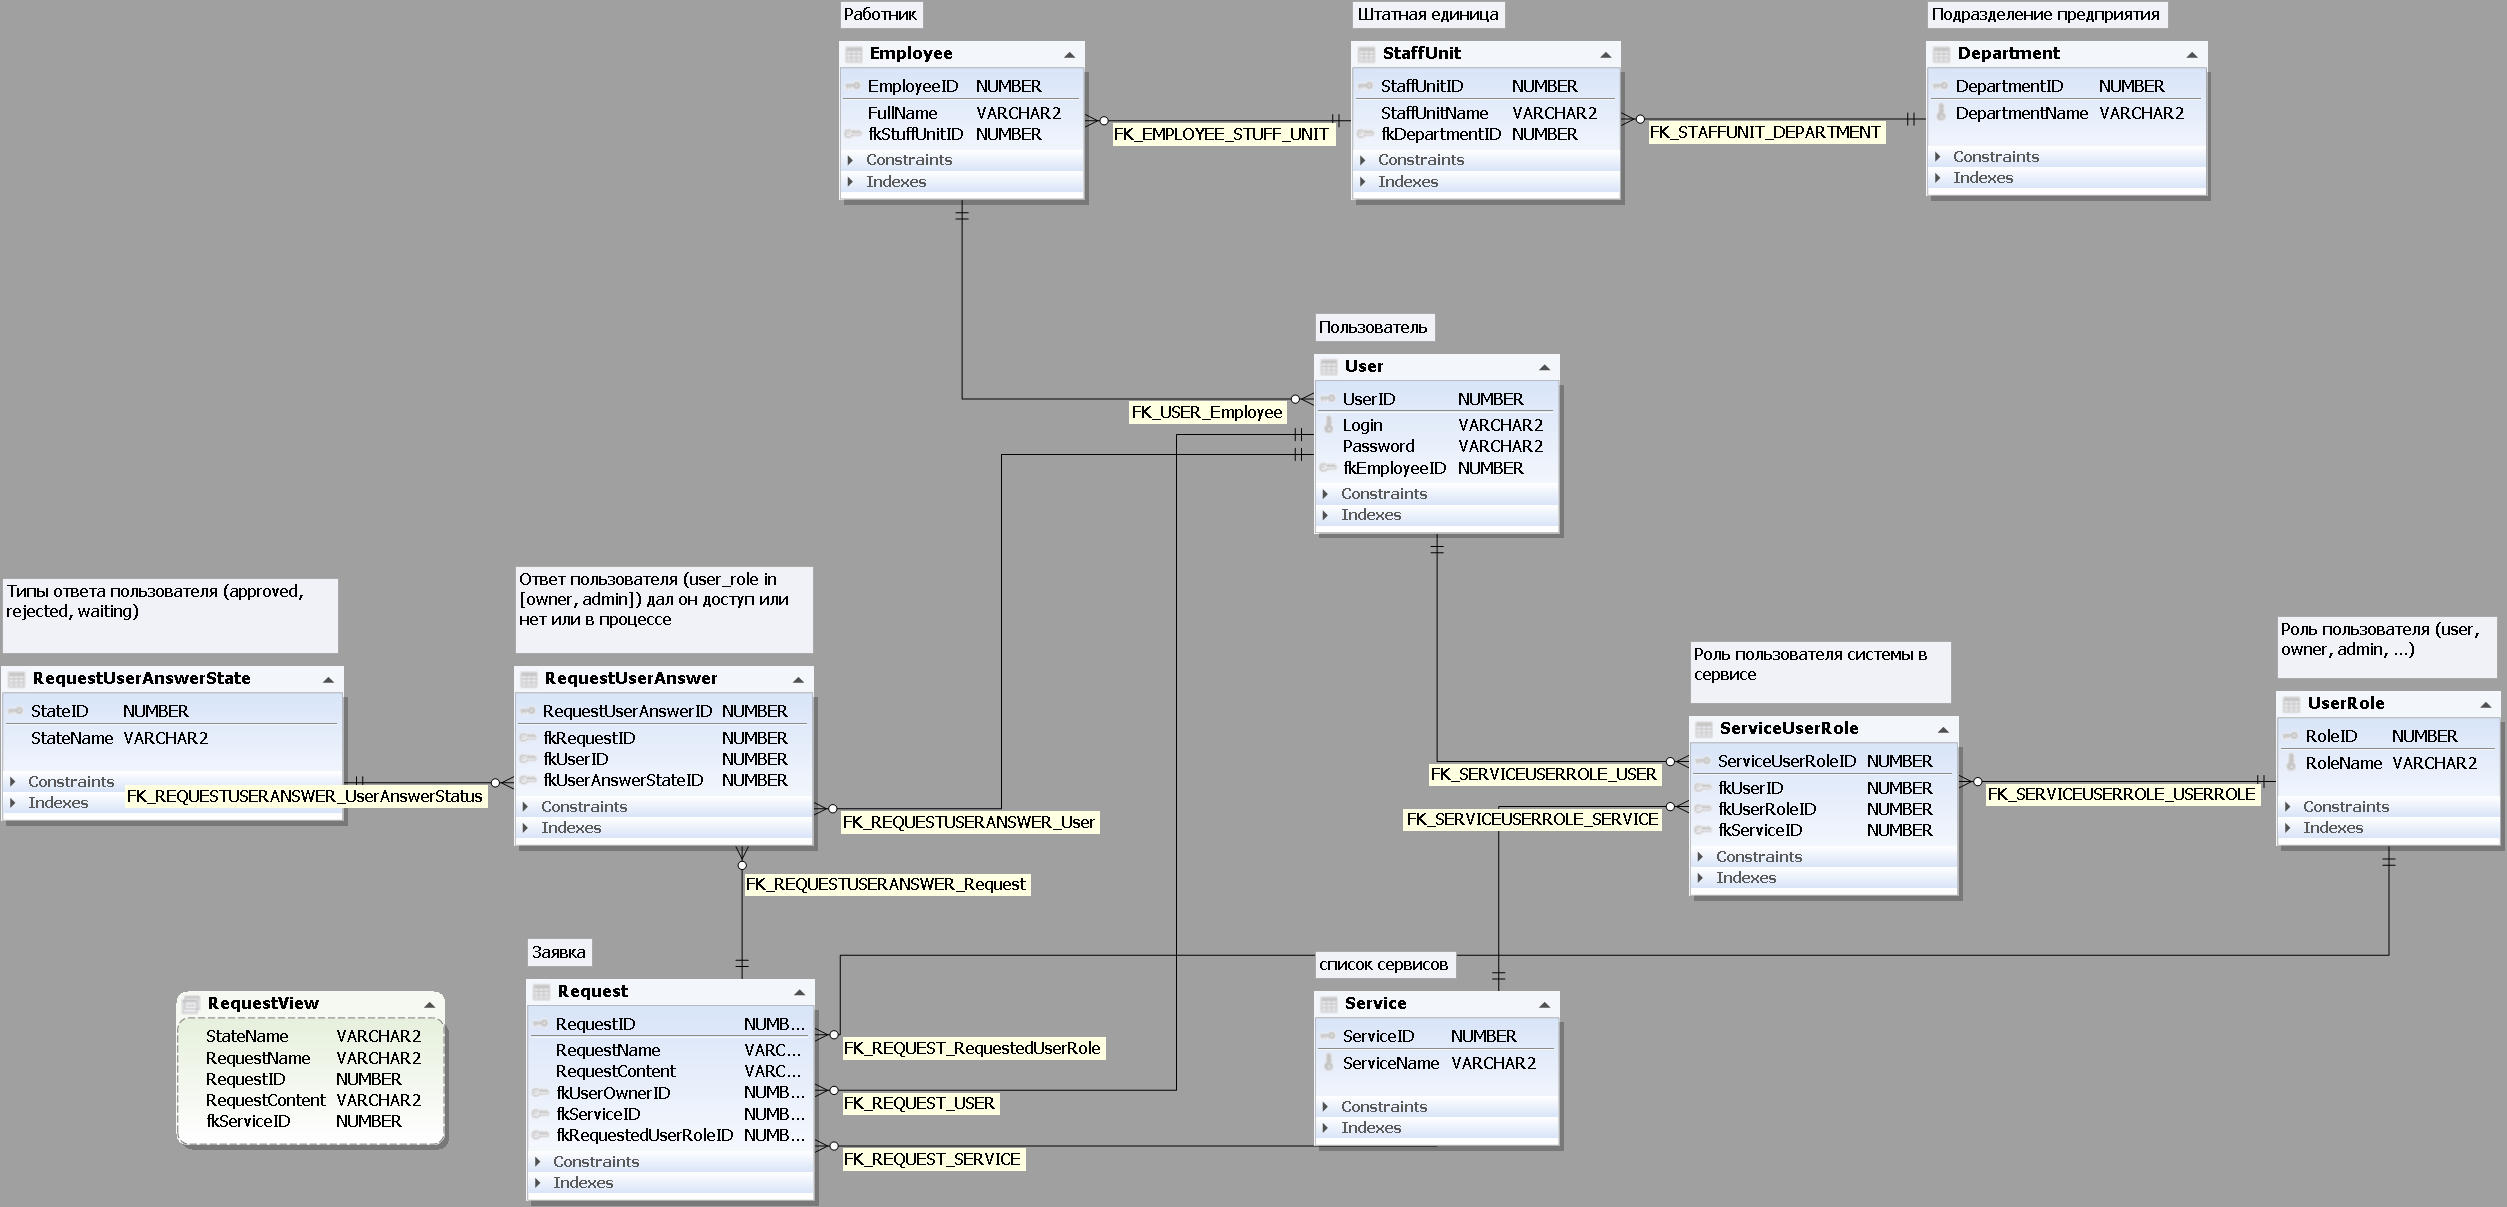 Работник
Employee
EmployeeID NUMBER
FullName VARCHAR2
fkStuffUnitID NUMBER
Constraints
Indexes
FK_EMPLOYEE_STUFF_UNIT
Штатная единица
StaffUnit
StaffUnitID NUMBER
StaffUnitName VARCHAR2
fkDepartmentID NUMBER
Constraints
Indexes
FK_STAFFUNIT_DEPARTMENT
Подразделение предприятия
Department
DepartmentID NUMBER
DepartmentName VARCHAR2
Constraints
Indexes
Пользователь
User
UserID NUMBER
Login VARCHAR2
Password VARCHAR2
fkEmployeeID NUMBER
Constraints
Indexes
FK_USER_Employee
Типы ответа пользователя (approved,
rejected, waiting)
RequestUserAnswerState
StateID NUMBER
StateName VARCHAR2
Constraints
Indexes
FK_REQUESTUSERANSWER_UserAnswerStatus
Ответ пользователя (user_role in
[owner, admin]) дал он доступ или
нет или в процессе
RequestUserAnswer
RequestUserAnswerID NUMBER
fkRequestID NUMBER
fkUserID NUMBER
fkUserAnswerStateID NUMBER
Constraints
Indexes
FK_REQUESTUSERANSWER_User
FK_REQUESTUSERANSWER_Request
Роль пользователя системы в
сервисе
ServiceUserRole
ServiceUserRoleID NUMBER
fkUserID NUMBER
fkUserRoleID NUMBER
fkServiceID NUMBER
Constraints
Indexes
FK_SERVICEUSERROLE_USER
FK_SERVICEUSERROLE_SERVICE
FK_SERVICEUSERROLE_USERROLE
Роль пользователя (user,
owner, admin, ...)
UserRole
RoleID NUMBER
RoleName VARCHAR2
Constraints
Indexes
RequestView
StateName VARCHAR2
RequestName VARCHAR2
RequestID NUMBER
RequestContent VARCHAR2
fkServiceID NUMBER
Заявка
Request
RequestID NUMB...
RequestName VARC...
RequestContent VARC...
fkUserOwnerID NUMB...
fkServiceID NUMB...
fkRequestedUserRoleID NUMB...
Constraints
Indexes
FK_REQUEST_RequestedUserRole
FK_REQUEST_USER
FK_REQUEST_SERVICE
список сервисов
Service
ServiceID NUMBER
ServiceName VARCHAR2
Constraints
Indexes